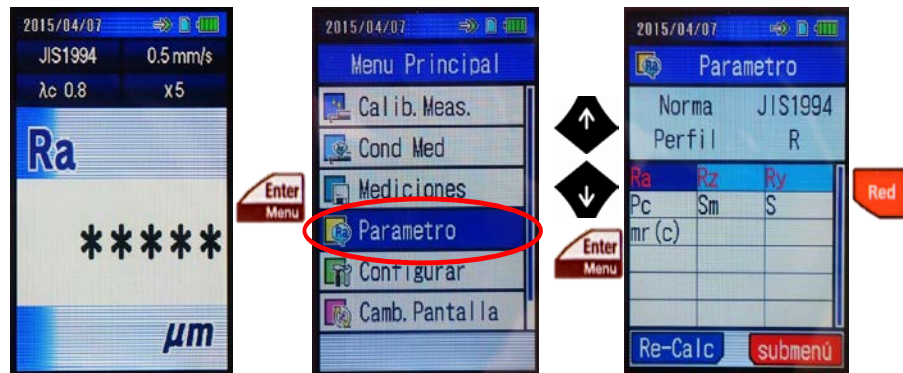 2015/04/07
JIS1994 0.5 mm/s
λc 0.8 x5
Ra
*****
µm
Enter
Menu
2015/04/07
Menu Principal
Calib. Meas.
Cond Med
Mediciones
Parametro
Configurar
Camb. Pantalla
Enter
Menu
2015/04/07
Parametro
Norma JIS1994
Perfil R
Ra Rz Ry
Pc Sm S
mr(c)
Re-Calc submenú
Red